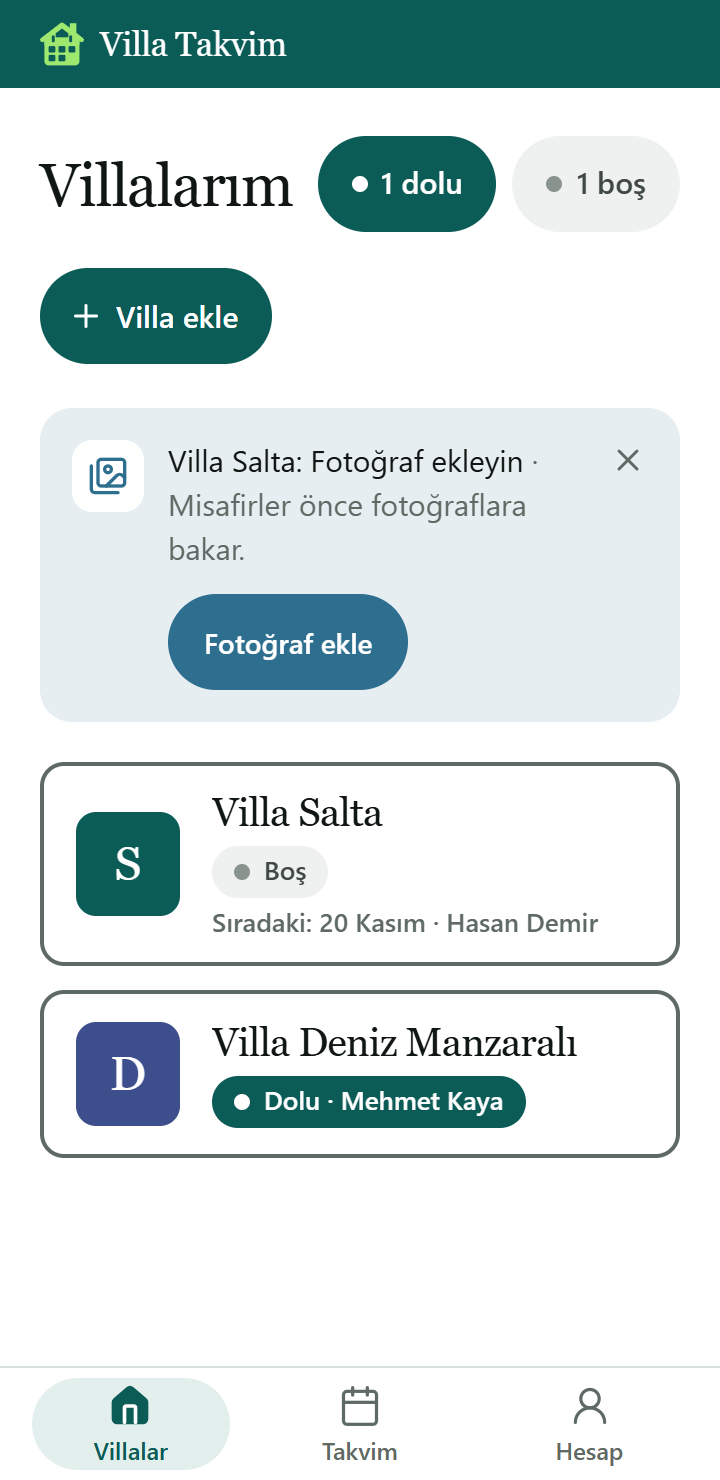 Villa Takvim
Villalarım
1 dolu
1 boş
Villa ekle
Villa Salta: Fotoğraf ekleyin ·
Misafirler önce fotoğraflara
bakar.
Fotoğraf ekle
S
Villa Salta
Boş
Sıradaki: 20 Kasım · Hasan Demir
D
Villa Deniz Manzaralı
Dolu · Mehmet Kaya
Villalar
Takvim
Hesap